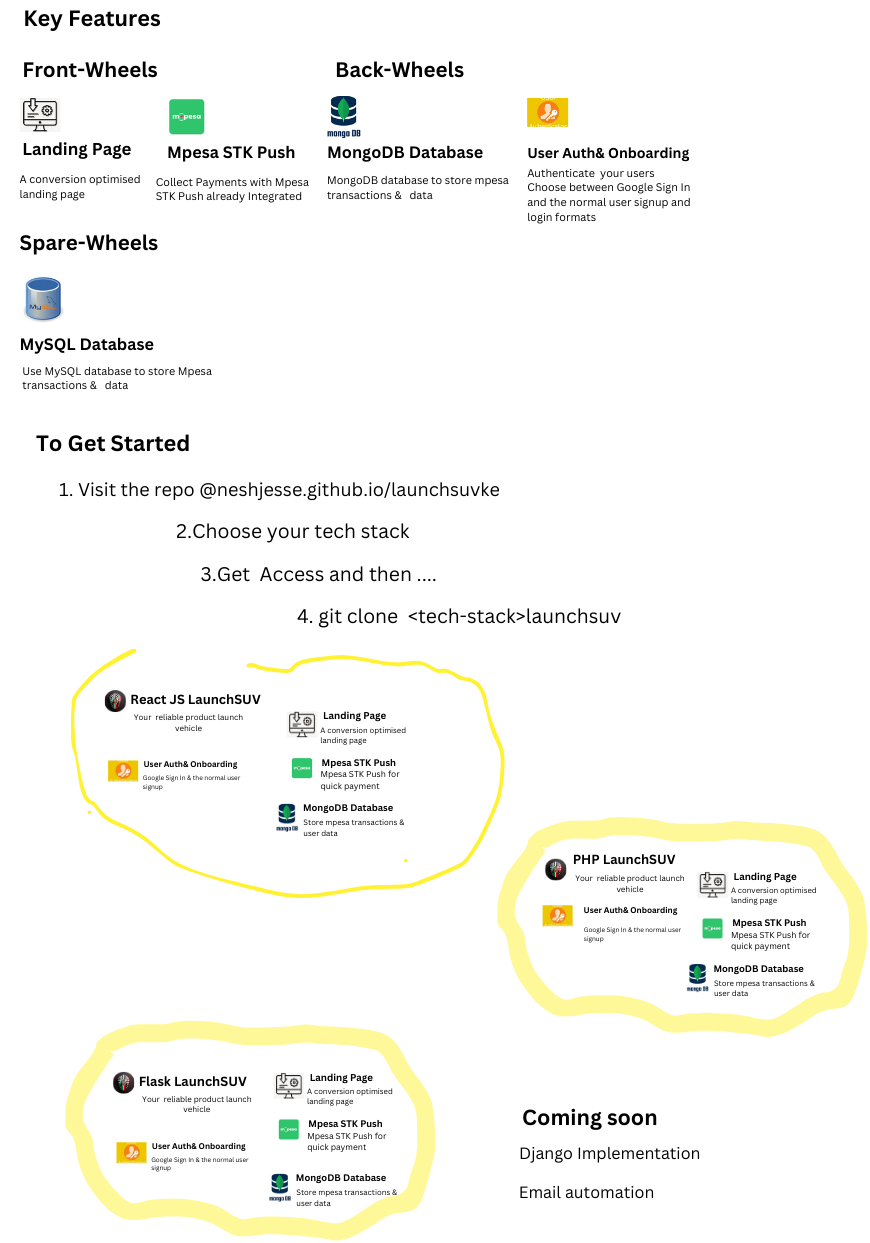 Key Features
Front-Wheels
Back-Wheels
m-pesa
mongo DB
Landing Page
Mpesa STK Push
MongoDB Database
User Auth& Onboarding
A conversion optimised
landing page
Collect Payments with Mpesa
STK Push already Integrated
MongoDB database to store mpesa
transactions & data
Authenticate your users
Choose between Google Sign In
and the normal user signup and
login formats
Spare-Wheels
MySQL Database
Use MySQL database to store Mpesa
transactions & data
To Get Started
1. Visit the repo @neshjesse.github.io/launchsuvke
2.Choose your tech stack
3.Get Access and then ....
4. git clone <tech-stack>launchsuv
React JS LaunchSUV
Your reliable product launch
vehicle
User Auth& Onboarding
Google Sign In & the normal user
signup
Landing Page
A conversion optimised
landing page
Mpesa STK Push
Mpesa STK Push for
quick payment
MongoDB Database
mongo DB
Store mpesa transactions &
user data
PHP LaunchSUV
Your reliable product launch
vehicle
User Auth& Onboarding
Google Sign In & the normal user
signup
Landing Page
A conversion optimised
landing page
Mpesa STK Push
Mpesa STK Push for
quick payment
MongoDB Database
mongo DB
Store mpesa transactions &
user data
Flask LaunchSUV
Your reliable product launch
vehicle
User Auth& Onboarding
Google Sign In & the normal user
signup
Landing Page
A conversion optimised
landing page
Mpesa STK Push
Mpesa STK Push for
quick payment
MongoDB Database
mongo DB
Store mpesa transactions &
user data
Coming soon
Django Implementation
Email automation